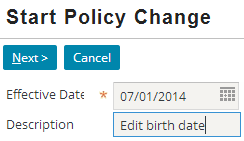 Start Policy Change
Next > Cancel
Effective Date * 07/01/2014
Description Edit birth date